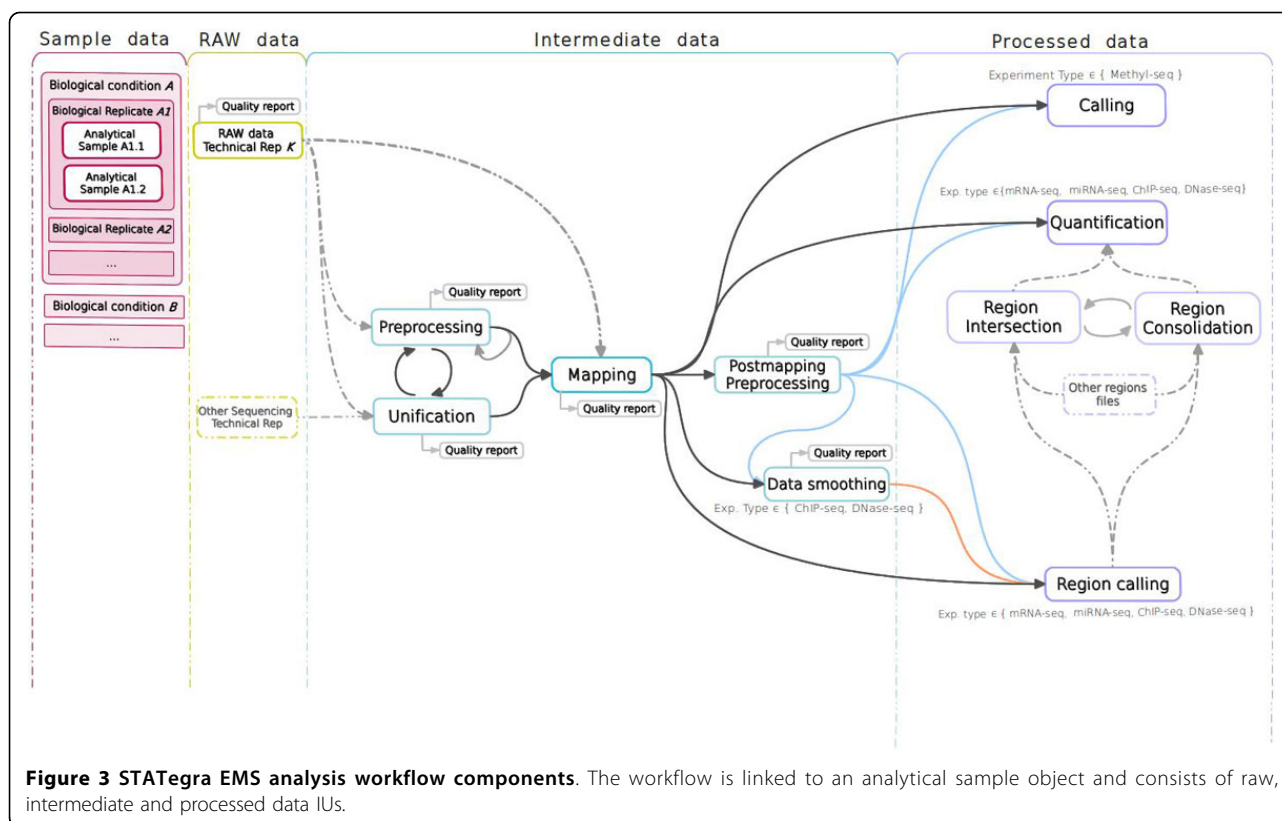 Sample data
RAW data
Intermediate data
Processed data
Biological condition A
Biological Replicate A1
Analytical
Sample A1.1
Analytical
Sample A1.2
Biological Replicate A2
...
Biological condition B
...
Quality report
RAW data
Technical Rep K
Other Sequencing
Technical Rep
Quality report
Preprocessing
Unification
Quality report
Mapping
Quality report
Quality report
Postmapping
Preprocessing
Quality report
Data smoothing
Exp. Type ϵ { ChIP-seq, DNase-seq }
Experiment Type ϵ { Methyl-seq }
Calling
Exp. type ϵ{mRNA-seq, miRNA-seq, ChIP-seq, DNase-seq}
Quantification
Region
Intersection
Region
Consolidation
Other regions
files
Region calling
Exp. type ϵ { mRNA-seq, miRNA-seq, ChIP-seq, DNase-seq }
Figure 3 STATegra EMS analysis workflow components. The workflow is linked to an analytical sample object and consists of raw,
intermediate and processed data IUs.